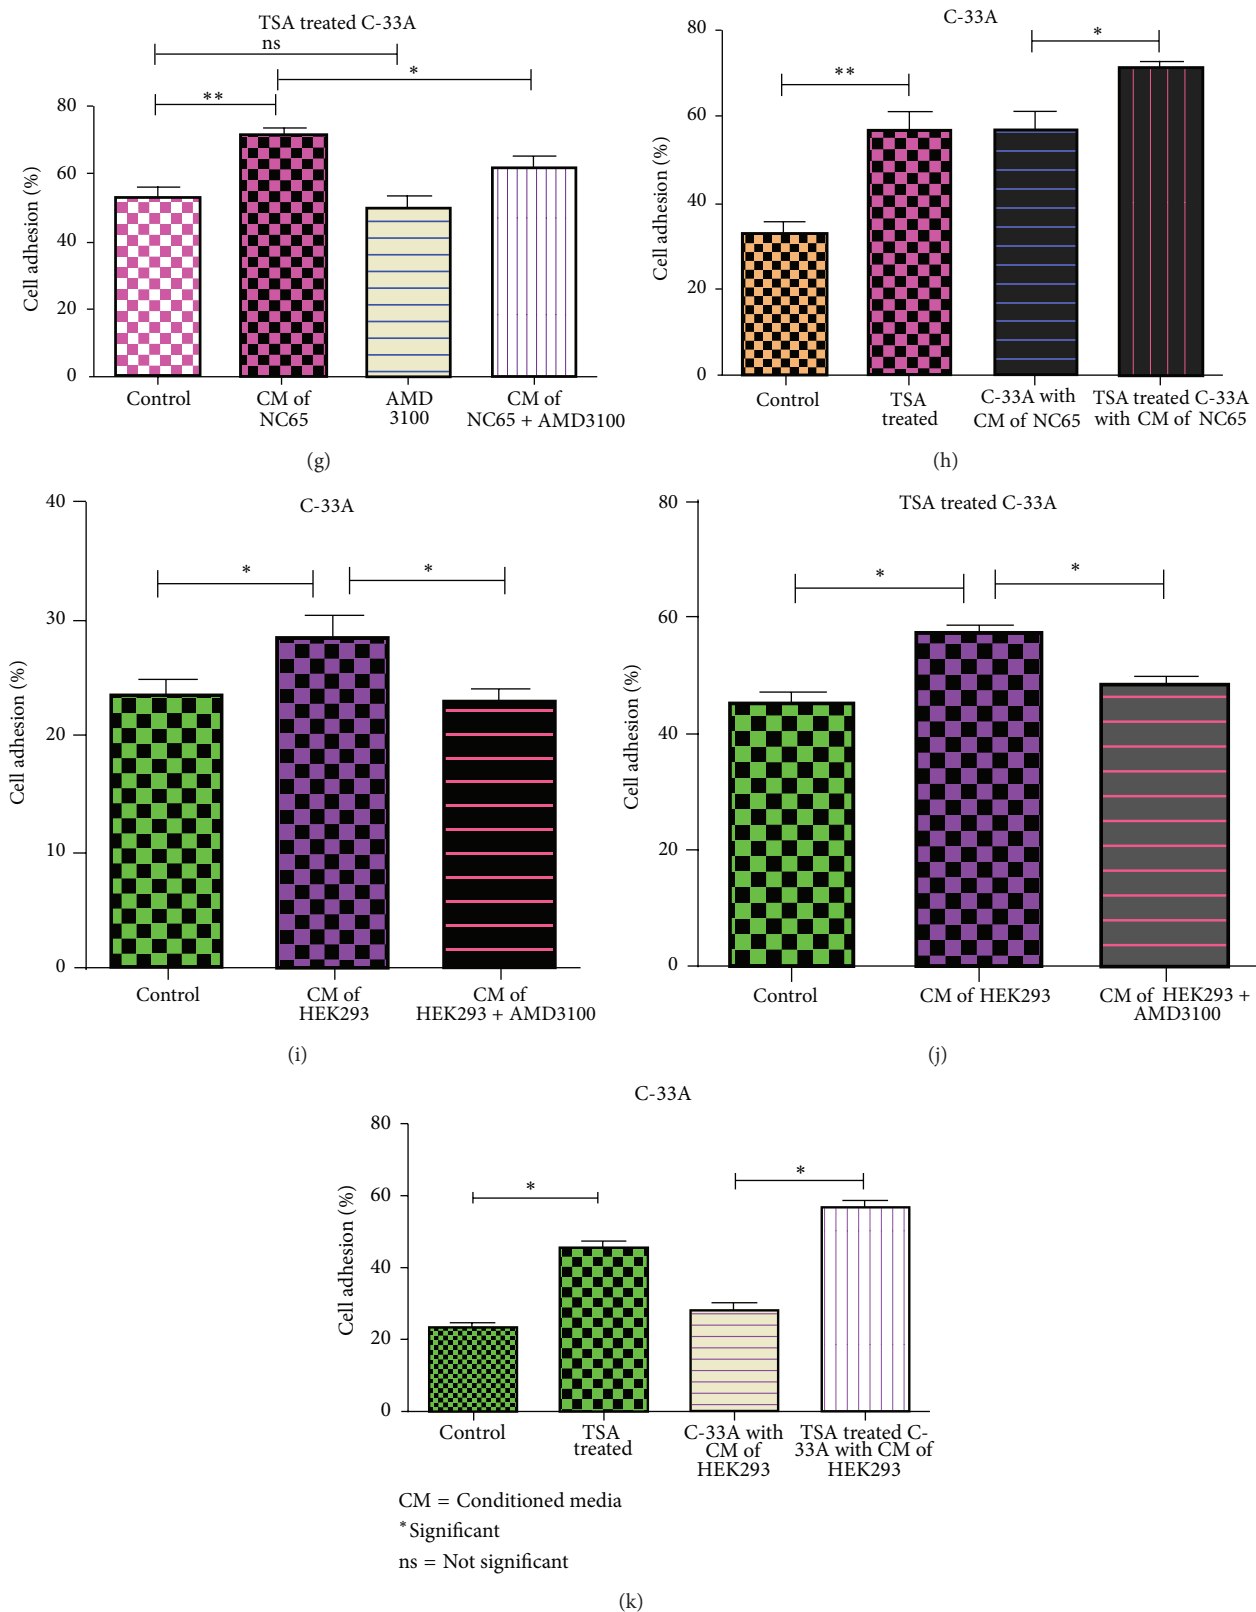 TSA treated C-33A
ns
*
**
80
60
40
20
0
Cell adhesion (%)
Control
CM of
NC65
AMD
3100
CM of
NC65 + AMD3100
(g)
C-33A
*
**
80
60
40
20
0
Cell adhesion (%)
Control
TSA
treated
C-33A with
CM of NC65
TSA treated C-33A
with CM of NC65
(h)
C-33A
*
*
40
30
20
10
0
Cell adhesion (%)
Control
CM of
HEK293
CM of
HEK293 + AMD3100
(i)
TSA treated C-33A
*
*
80
60
40
20
0
Cell adhesion (%)
Control
CM of HEK293
CM of HEK293 +
AMD3100
(j)
C-33A
*
*
80
60
40
20
0
Cell adhesion (%)
Control
TSA
treated
C-33A with
CM of
HEK293
TSA treated C-
33A with CM of
HEK293
CM = Conditioned media
*Significant
ns = Not significant
(k)